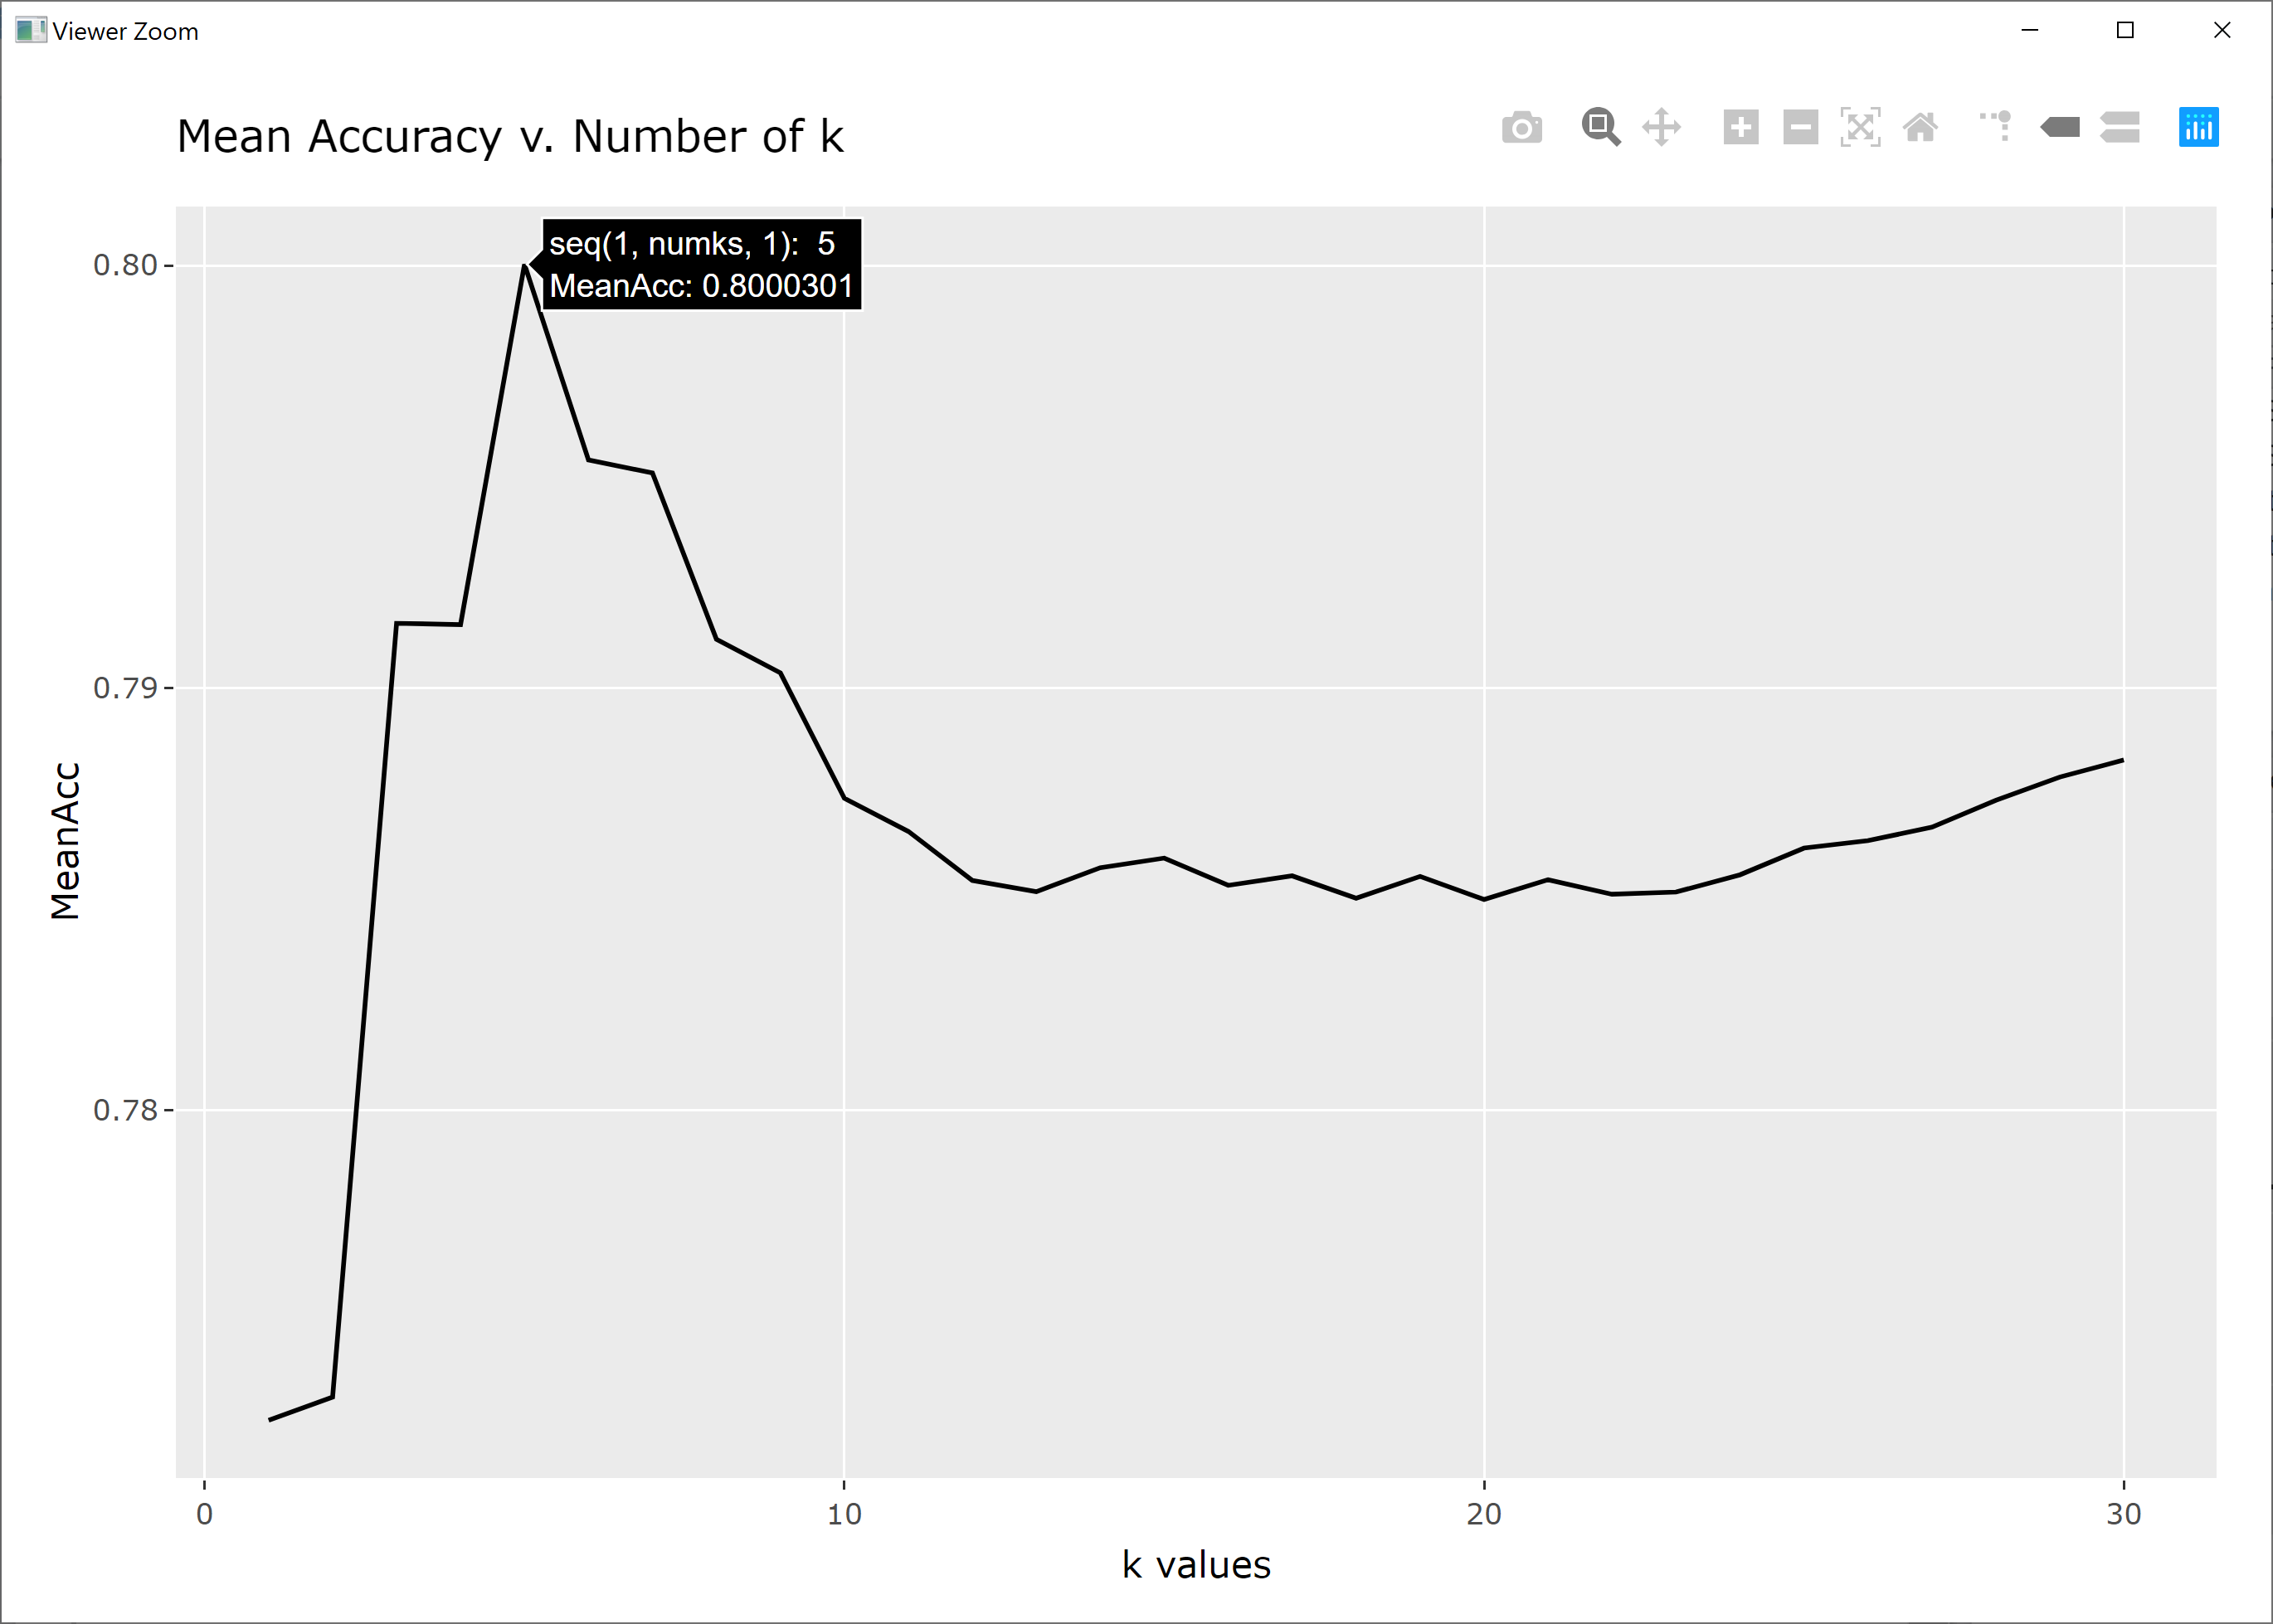 Viewer Zoom
Mean Accuracy v. Number of k
seq(1, numks, 1):  5
MeanAcc: 0.8000301
0.80
0.79
0.78
MeanAcc
0
10
20
30
k values